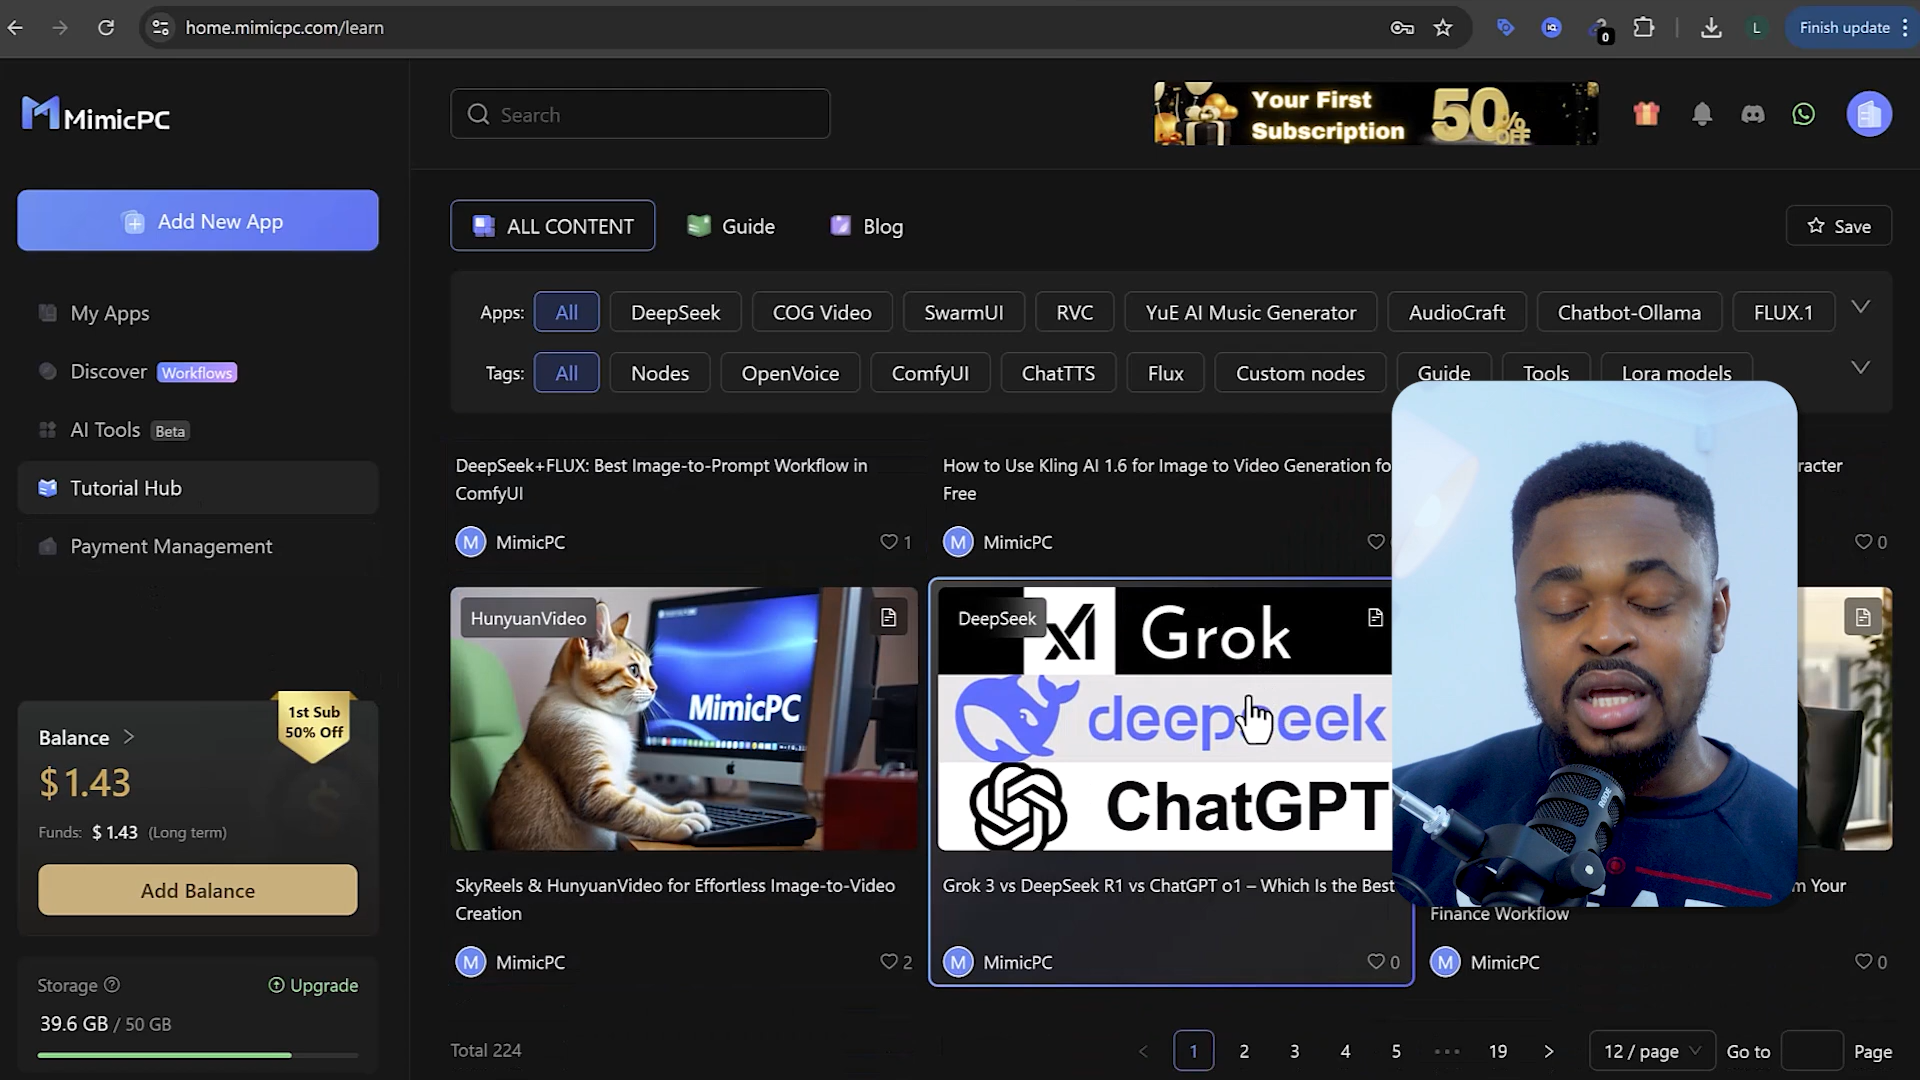 home.mimicpc.com/learn
0
L
Finish update
MimicPC
Search
Your First
Subscription
50% OFF
Add New App
ALL CONTENT
Guide
Blog
Save
My Apps
Discover Workflows
AI Tools Beta
Tutorial Hub
Payment Management
Apps: All DeepSeek COG Video SwarmUI RVC YuE AI Music Generator AudioCraft Chatbot-Ollama FLUX.1
Tags: All Nodes OpenVoice ComfyUI ChatTTS Flux Custom nodes Guide Tools Lora models
DeepSeek+FLUX: Best Image-to-Prompt Workflow in
ComfyUI
M MimicPC 1
How to Use Kling AI 1.6 for Image to Video Generation fo
Free
M MimicPC
racter
0
HunyuanVideo
MimicPC
SkyReels & HunyuanVideo for Effortless Image-to-Video
Creation
M MimicPC 2
DeepSeek
xI Grok
deepseek
ChatGPT
Grok 3 vs DeepSeek R1 vs ChatGPT o1 – Which Is the Best
M MimicPC 0
RODE
m Your
Finance Workflow
M MimicPC 0
1st Sub
50% Off
Balance >
$ 1.43
Funds: $ 1.43 (Long term)
Add Balance
Storage ? Upgrade
39.6 GB / 50 GB
Total 224
< 1 2 3 4 5 ••• 19 > 12 / page Go to Page